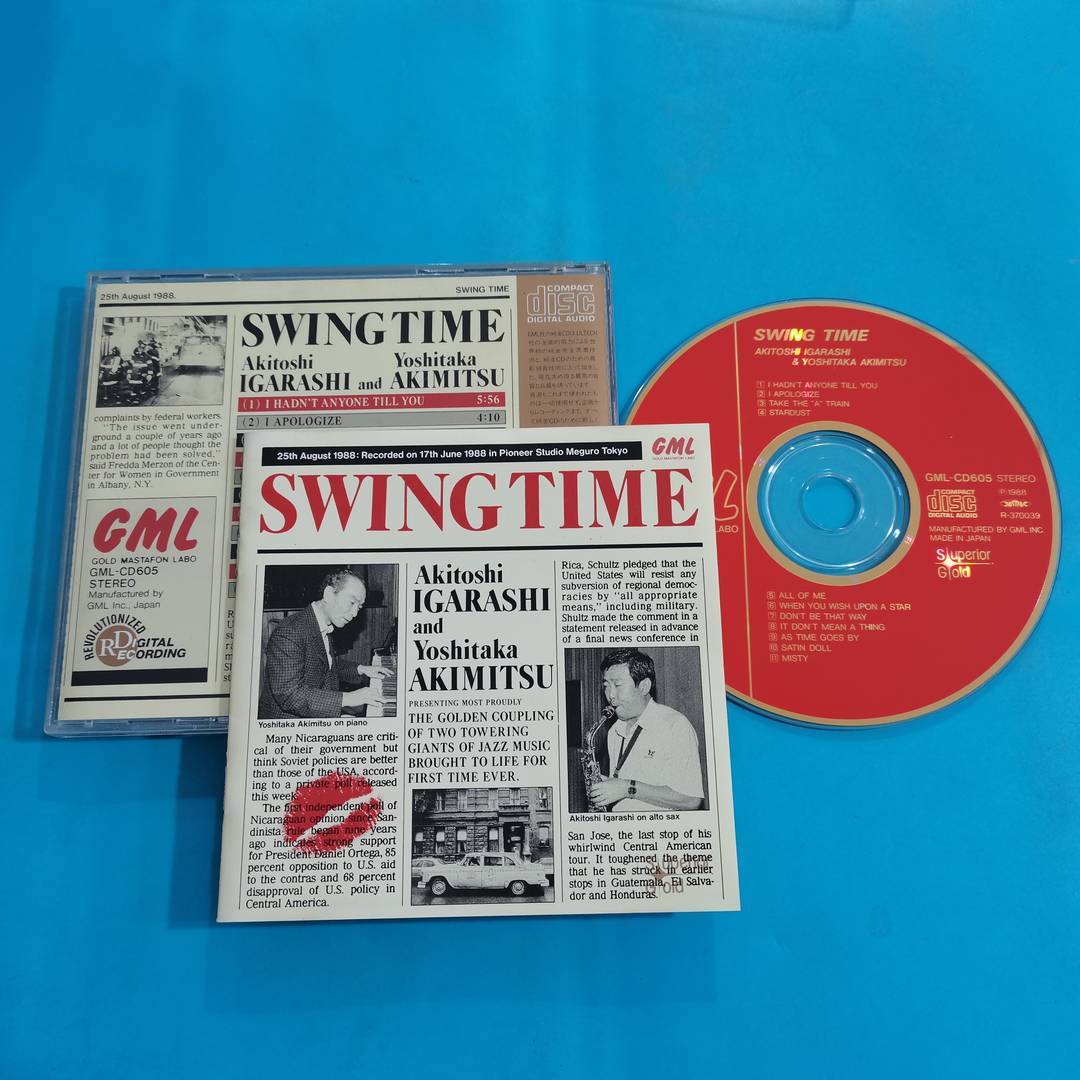 25th August 1988.
SWING TIME
SWING TIME
Akitoshi
IGARASHI and
Yoshitaka
AKIMITSU
(1) I HADN'T ANYONE TILL YOU 5:56
(2) I APOLOGIZE 4:10
COMPACT
disc
DIGITAL AUDIO
complaints by federal workers.
"The issue went under-
ground a couple of years ago
and a lot of people thought the
problem had been solved,"
said Fredda Merzon of the Cen-
ter for Women in Government
in Albany, N.Y.
GML
GOLD MASTAFON LABO
GML-CD605
STEREO
Manufactured by
GML Inc., Japan
REVOLUTIONIZED
DIGITAL
RECORDING
25th August 1988: Recorded on 17th June 1988 in Pioneer Studio Meguro Tokyo
GML
GOLD MASTAFON LABO
SWING TIME
Yoshitaka Akimitsu on piano
Many Nicaraguans are criti-
cal of their government but
think Soviet policies are better
than those of the USA, accord-
ing to a private poll released
this week.
The first independent poll of
Nicaraguan opinion since San-
dinista rule began nine years
ago indicates strong support
for President Daniel Ortega, 85
percent opposition to U.S. aid
to the contras and 68 percent
disapproval of U.S. policy in
Central America.
Akitoshi
IGARASHI
and
Yoshitaka
AKIMITSU
PRESENTING MOST PROUDLY
THE GOLDEN COUPLING
OF TWO TOWERING
GIANTS OF JAZZ MUSIC
BROUGHT TO LIFE FOR
FIRST TIME EVER.
Rica, Schultz pledged that the
United States will resist any
subversion of regional democ-
racies by "all appropriate
means," including military.
Schultz made the comment in a
statement released in advance
of a final news conference in
Akitoshi Igarashi on alto sax
San Jose, the last stop of his
whirlwind Central American
tour. It toughened the theme
that he has struck in earlier
stops in Guatemala, El Salva-
dor and Honduras.
Superior
Gold
SWING TIME
AKITOSHI IGARASHI
& YOSHITAKA AKIMITSU
1 I HADN'T ANYONE TILL YOU
2 I APOLOGIZE
3 TAKE THE "A" TRAIN
4 STARDUST
GML-CD605 STEREO
COMPACT
disc
DIGITAL AUDIO
Ⓟ1988
JASRAC
R-370039
MANUFACTURED BY GML INC.
MADE IN JAPAN
Superior
Gold
5 ALL OF ME
6 WHEN YOU WISH UPON A STAR
7 DON'T BE THAT WAY
8 IT DON'T MEAN A THING
9 AS TIME GOES BY
10 SATIN DOLL
11 MISTY